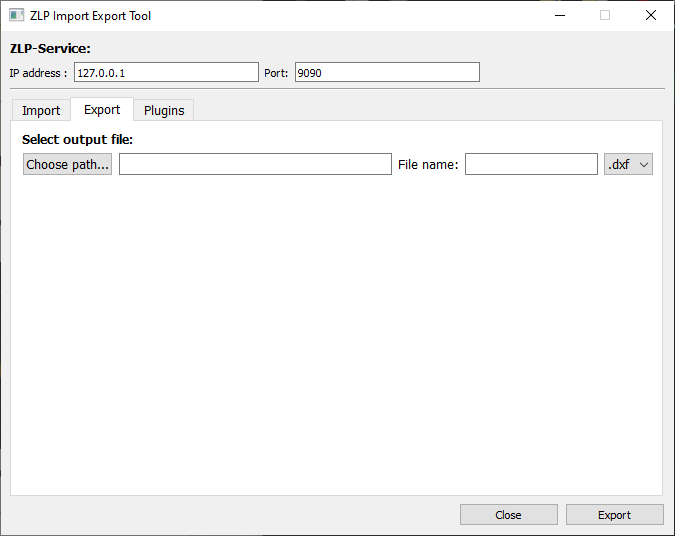 ZLP Import Export Tool
ZLP-Service:
IP address : 127.0.0.1 Port: 9090
Import Export Plugins
Select output file:
Choose path... File name: .dxf
Close Export